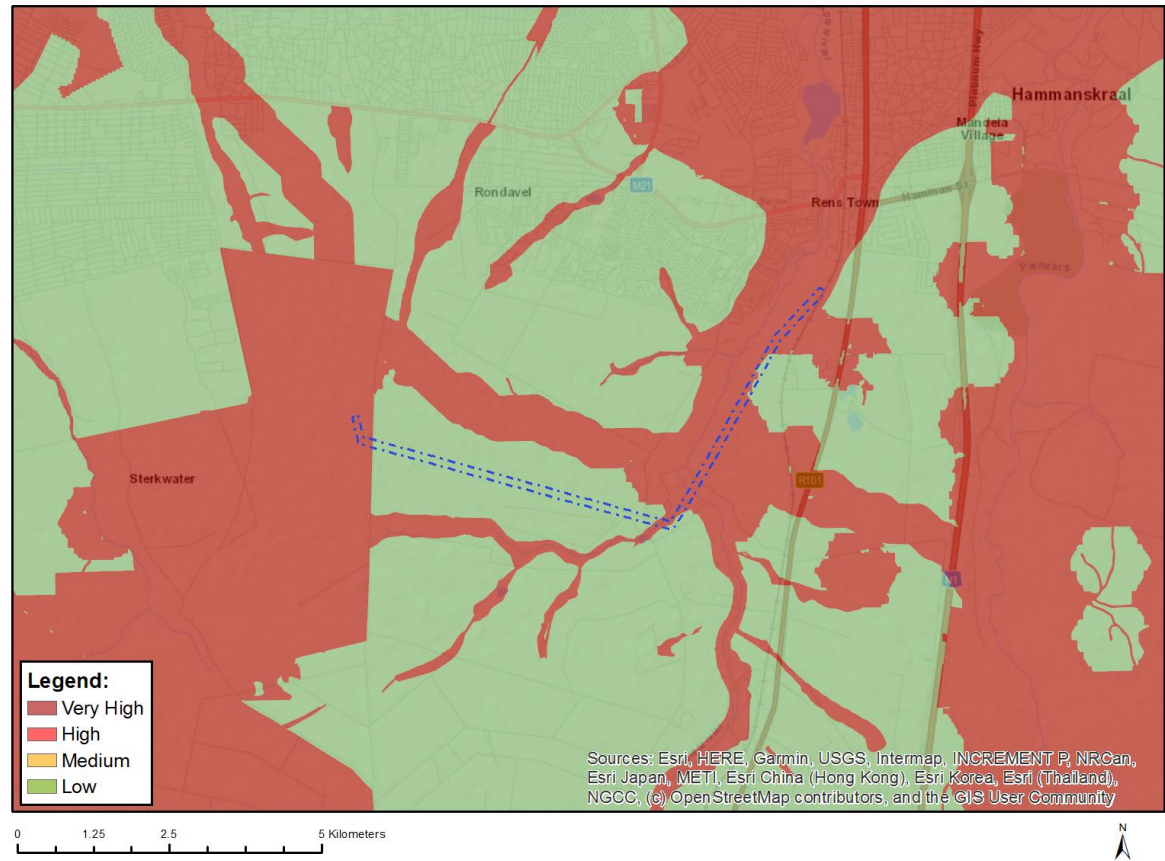 Hammanskraal
Platinum Hwy
Mandela
Village
Rondavel
M21
Hamman St
Rens Town
Sterkwater
R101
N1
Legend:
Very High
High
Medium
Low
Sources: Esri, HERE, Garmin, USGS, Intermap, INCREMENT P, NRCan,
Esri Japan, METI, Esri China (Hong Kong), Esri Korea, Esri (Thailand),
NGCC, (c) OpenStreetMap contributors, and the GIS User Community
0 1.25 2.5 5 Kilometers
N